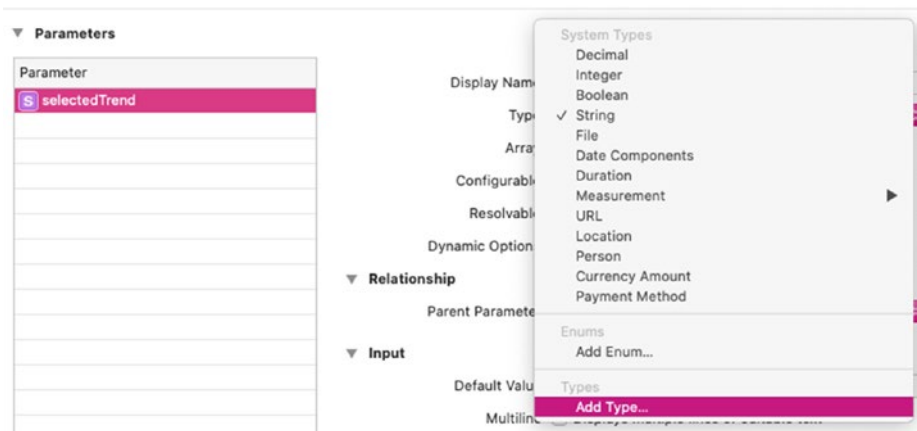 Parameters
Parameter
S selectedTrend
Display Nam
Typ
Arra
Configurabl
Resolvabl
Dynamic Option
Relationship
Parent Paramete
Input
Default Valu
Multilin
System Types
Decimal
Integer
Boolean
✓ String
File
Date Components
Duration
Measurement
URL
Location
Person
Currency Amount
Payment Method
Enums
Add Enum...
Types
Add Type...